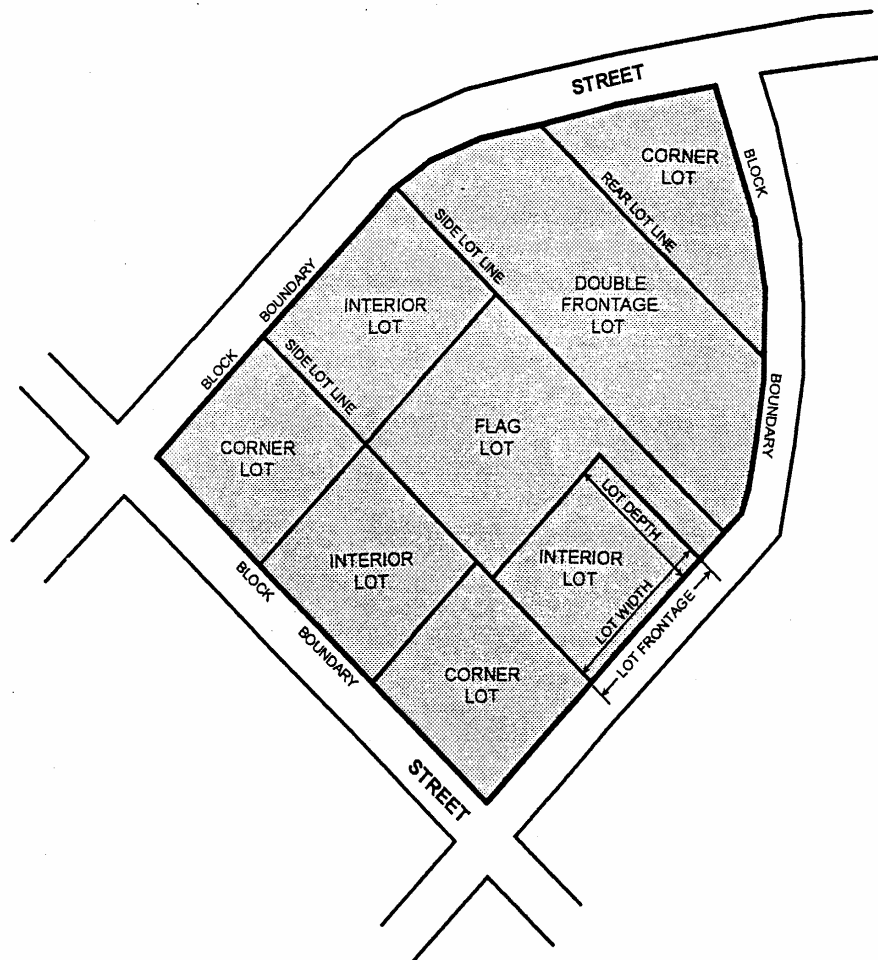 STREET
CORNER
LOT
BLOCK
REAR LOT LINE
SIDE LOT LINE
DOUBLE
FRONTAGE
LOT
BOUNDARY
INTERIOR
LOT
BLOCK
SIDE LOT LINE
BOUNDARY
FLAG
LOT
CORNER
LOT
LOT DEPTH
INTERIOR
LOT
INTERIOR
LOT
BLOCK
LOT WIDTH
LOT FRONTAGE
BOUNDARY
CORNER
LOT
STREET